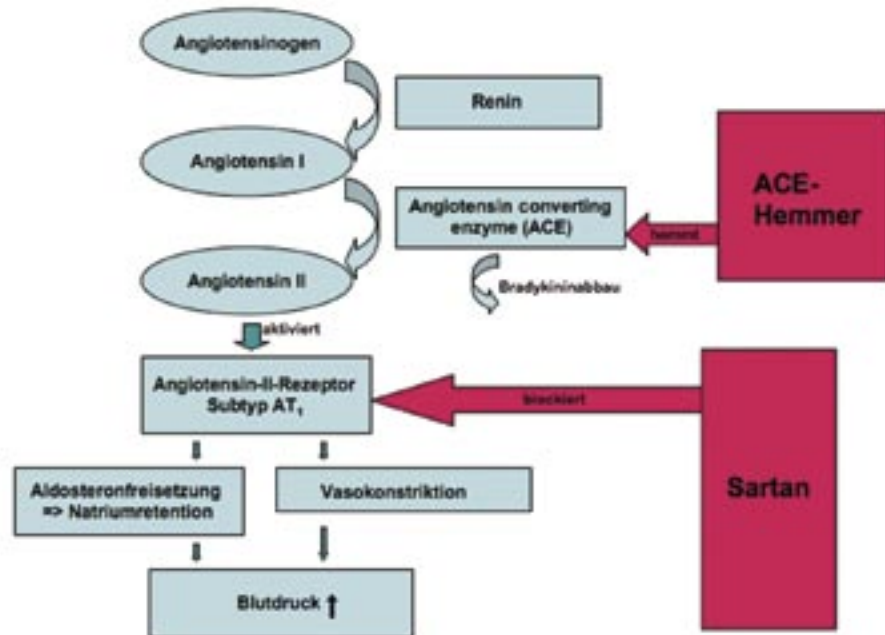 Angiotensinogen
Renin
Angiotensin I
ACE-
Hemmer
Angiotensin converting
enzyme (ACE)
hemmt
Angiotensin II
Bradykininabbau
aktiviert
Angiotensin-II-Rezeptor
Subtyp AT₁
blockiert
Aldosteronfreisetzung
=> Natriumretention
Vasokonstriktion
Sartan
Blutdruck ↑